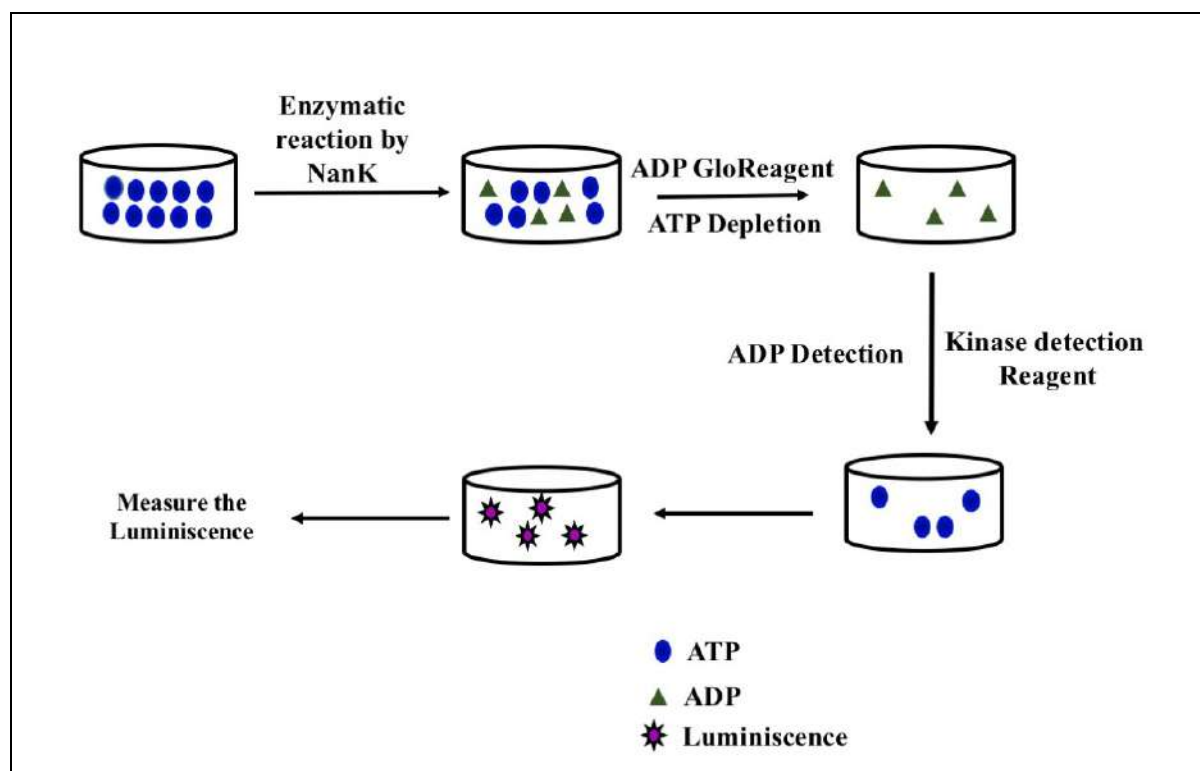 Enzymatic
reaction by
NanK
ADP GloReagent
ATP Depletion
ADP Detection
Kinase detection
Reagent
Measure the
Luminiscence
ATP
ADP
Luminiscence